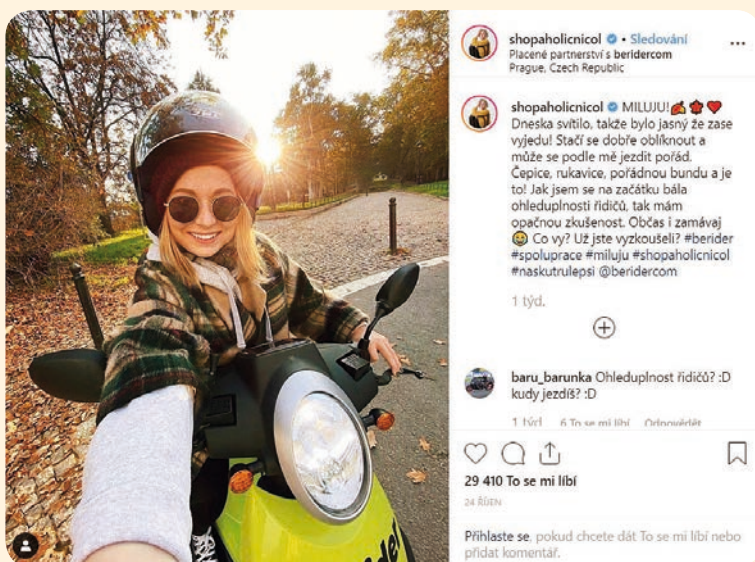 shopaholicnicol • Sledování
Placené partnerství s beridercom
Prague, Czech Republic
shopaholicnicol MILUJU!
Dneska svítilo, takže bylo jasný že zase
vyjedu! Stačí se dobře oblíknout a
může se podle mě jezdit pořád.
Čepice, rukavice, pořádnou bundu a je
to! Jak jsem se na začátku bála
ohleduplnosti řidičů, tak mám
opačnou zkušenost. Občas i zamávaj
😂 Co vy? Už jste vyzkoušeli? #berider
#spoluprace #miluju #shopaholicnicol
#naskutrulepsi @beridercom
1 týd.
baru_barunka Ohleduplnost řidičů? :D
kudy jezdíš? :D
1 týd. 6 To se mi líbí Odpovědět
29 410 To se mi líbí
24 ŘÍJEN
Přihlaste se, pokud chcete dát To se mi líbí nebo
přidat komentář.